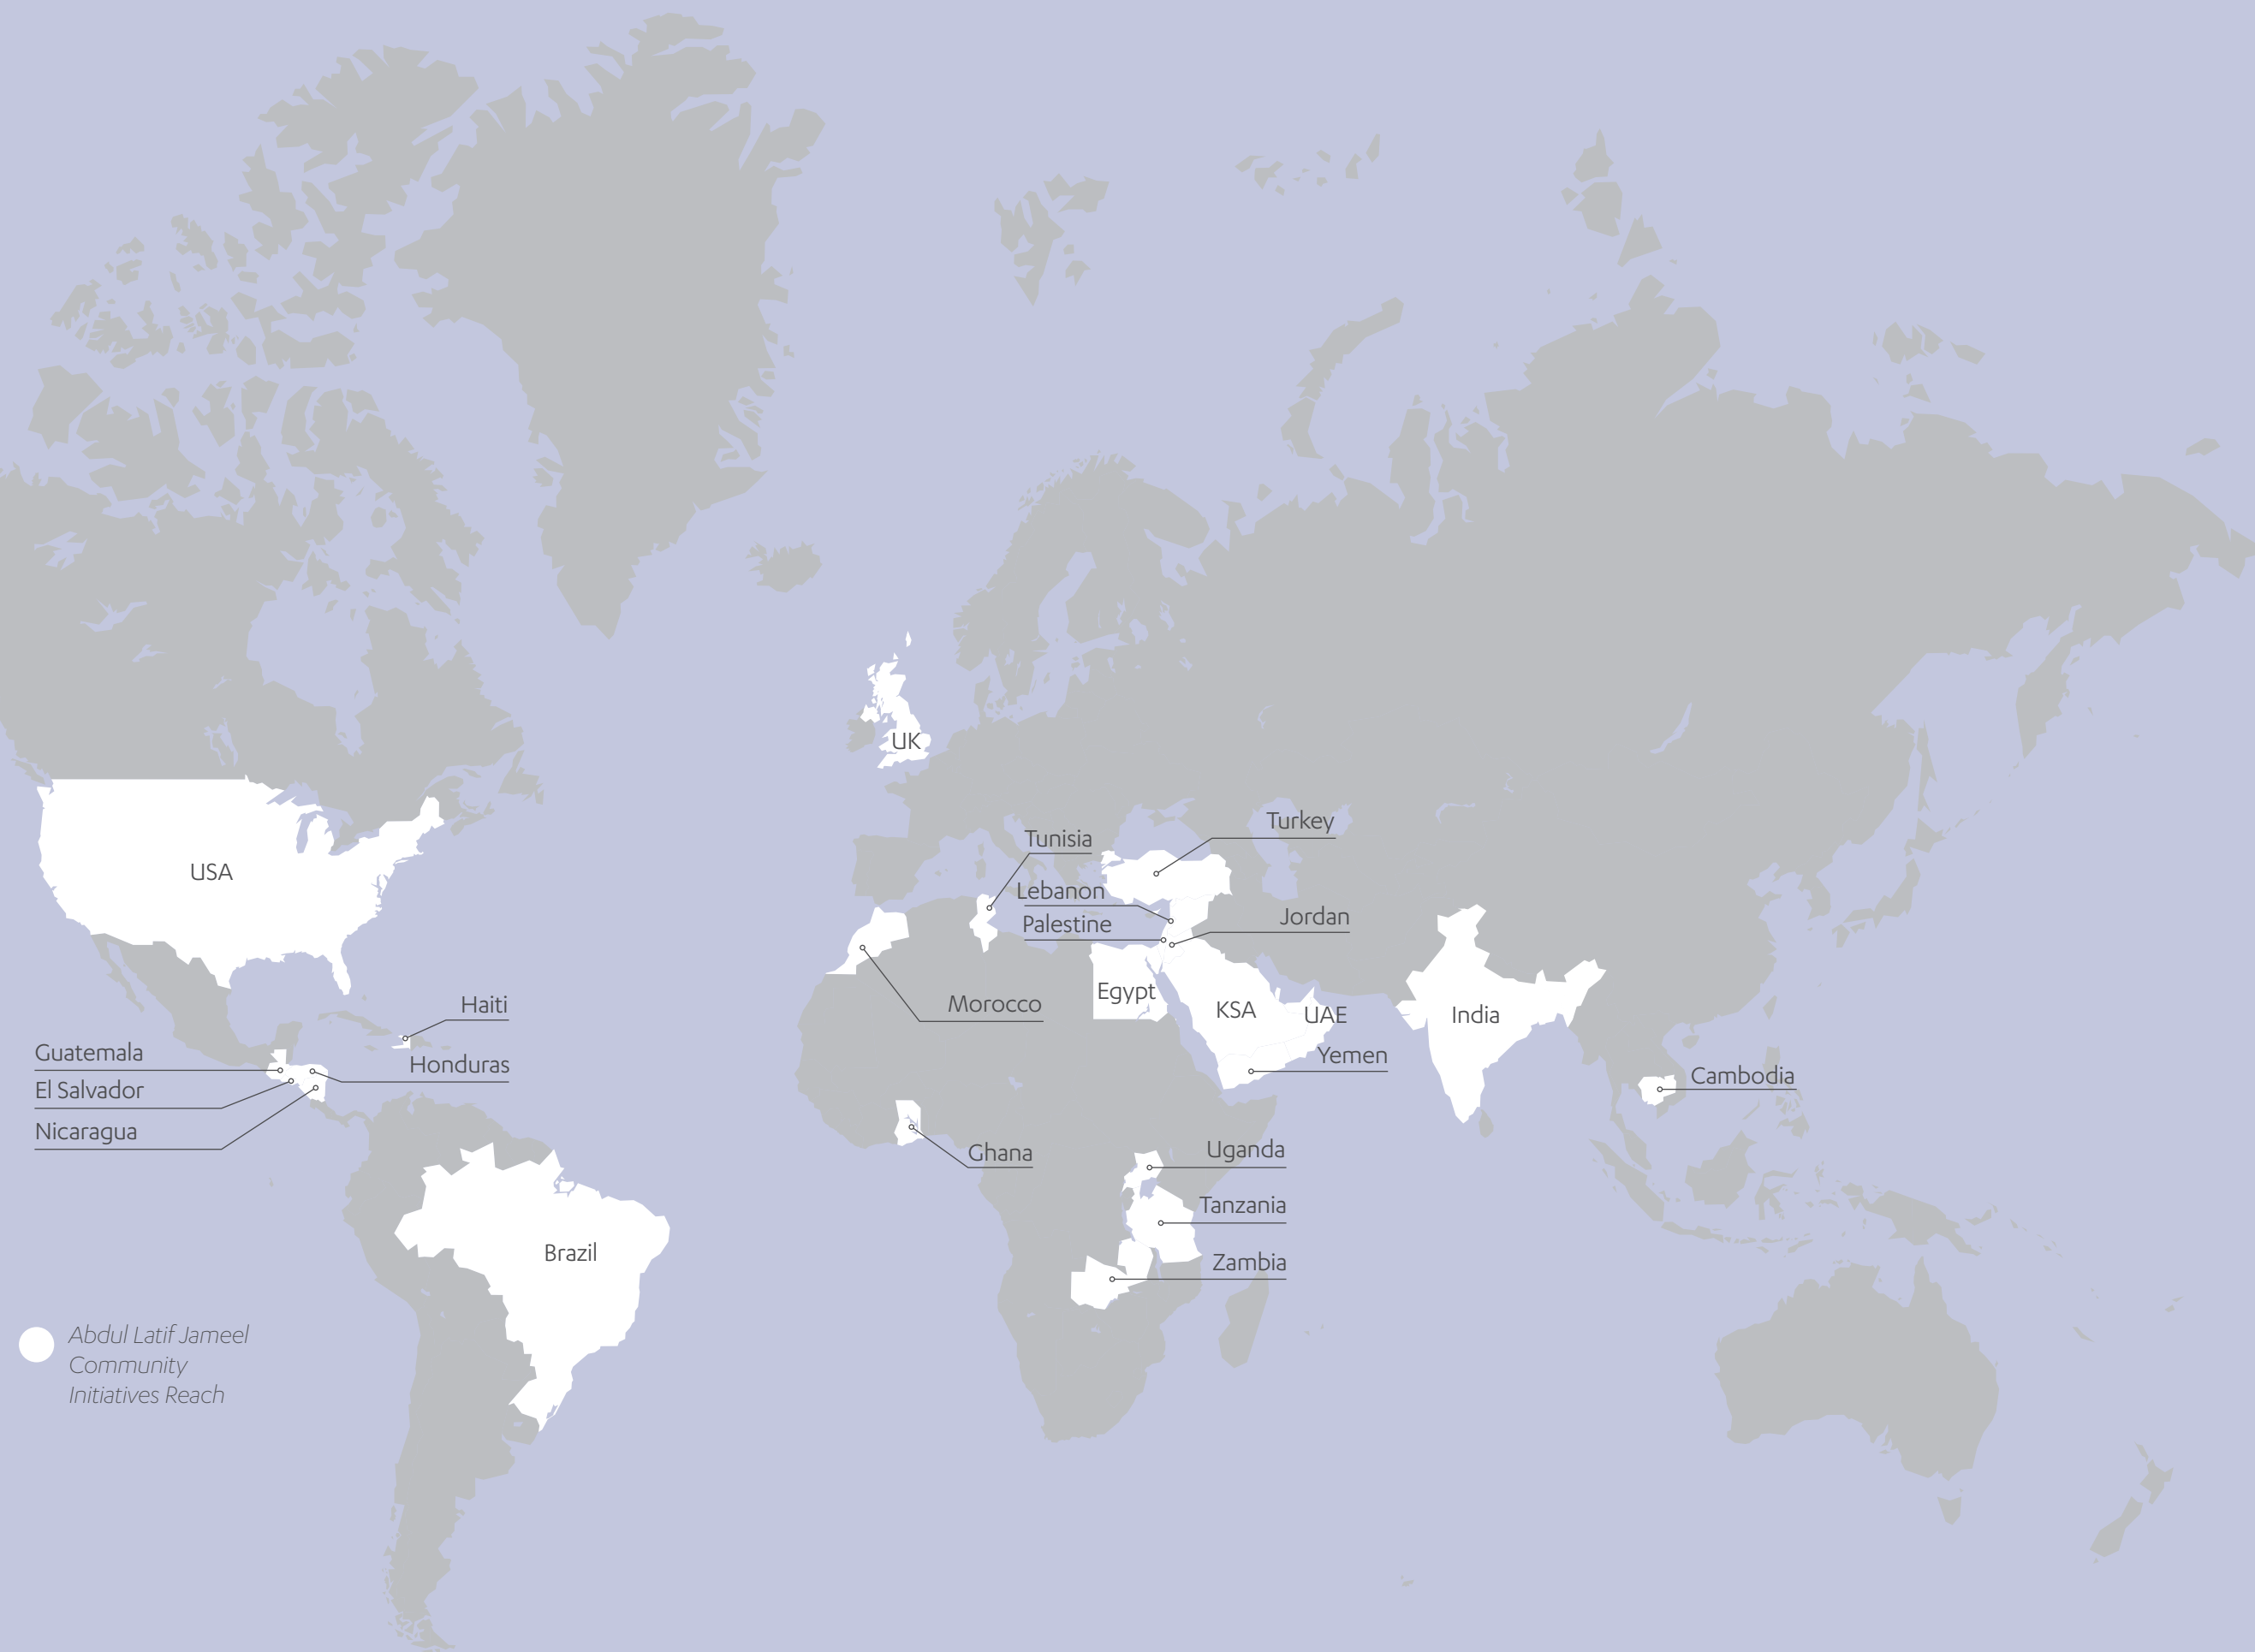 UK
Turkey
Tunisia
USA
Lebanon
Jordan
Palestine
Egypt
Morocco
KSA
UAE
India
Haiti
Guatemala
Honduras
Yemen
El Salvador
Cambodia
Nicaragua
Ghana
Uganda
Tanzania
Brazil
Zambia
Abdul Latif Jameel
Community
Initiatives Reach